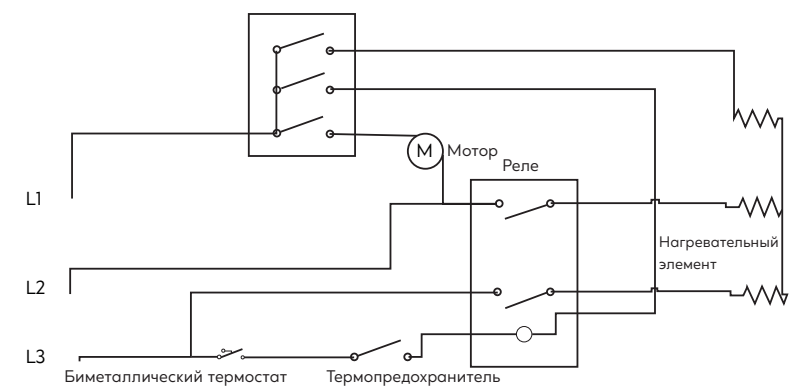 M
Мотор
Реле
L1
Нагревательный
элемент
L2
L3
Биметаллический термостат
Термопредохранитель